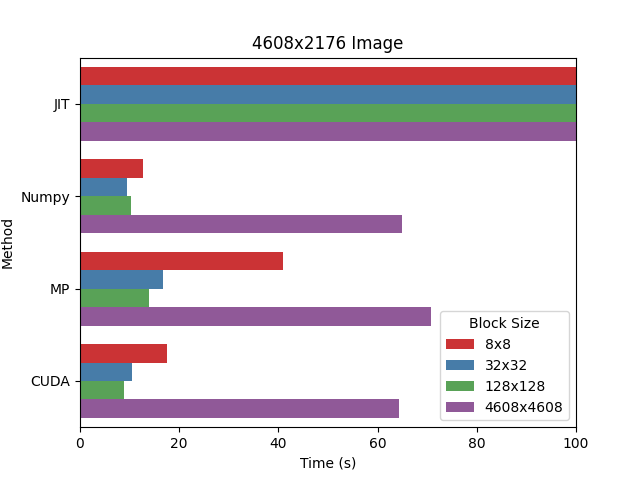 4608x2176 Image
JIT
Numpy
MP
CUDA
Method
Block Size
8x8
32x32
128x128
4608x4608
0 20 40 60 80 100
Time (s)